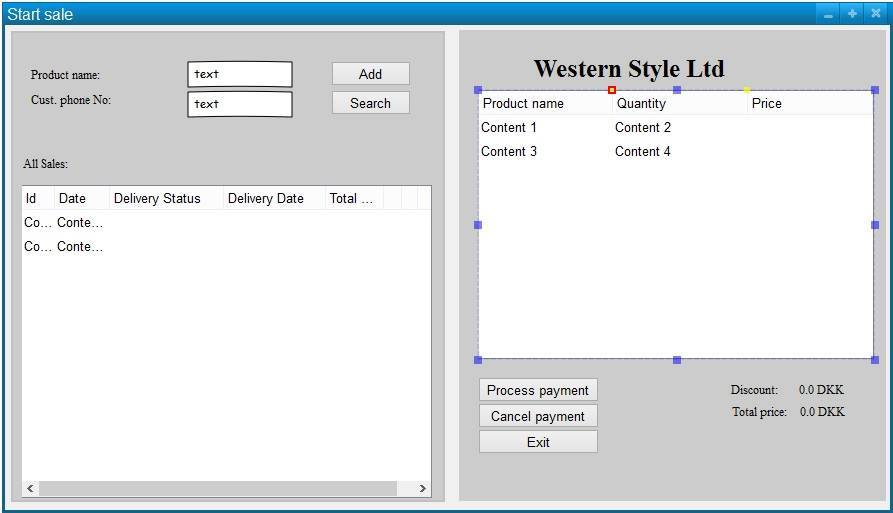 Start sale
Product name:
text
Add
Cust. phone No:
text
Search
All Sales:
Id Date Delivery Status Delivery Date Total ...
Co... Conte...
Co... Conte...
Western Style Ltd
Product name Quantity Price
Content 1 Content 2
Content 3 Content 4
Process payment
Cancel payment
Exit
Discount: 0.0 DKK
Total price: 0.0 DKK